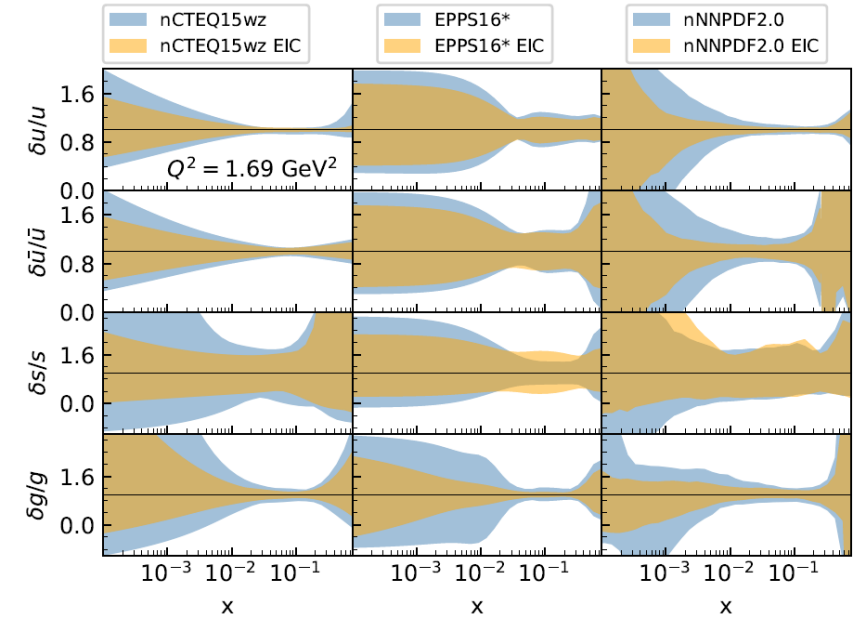 nCTEQ15wz
nCTEQ15wz EIC
EPPS16*
EPPS16* EIC
nNNPDF2.0
nNNPDF2.0 EIC
δu/u
1.6
0.8
0.0
Q² = 1.69 GeV²
δū/ū
1.6
0.8
0.0
δs/s
1.6
0.0
δg/g
1.6
0.0
10⁻³ 10⁻² 10⁻¹ 10⁻³ 10⁻² 10⁻¹ 10⁻³ 10⁻² 10⁻¹
x x x